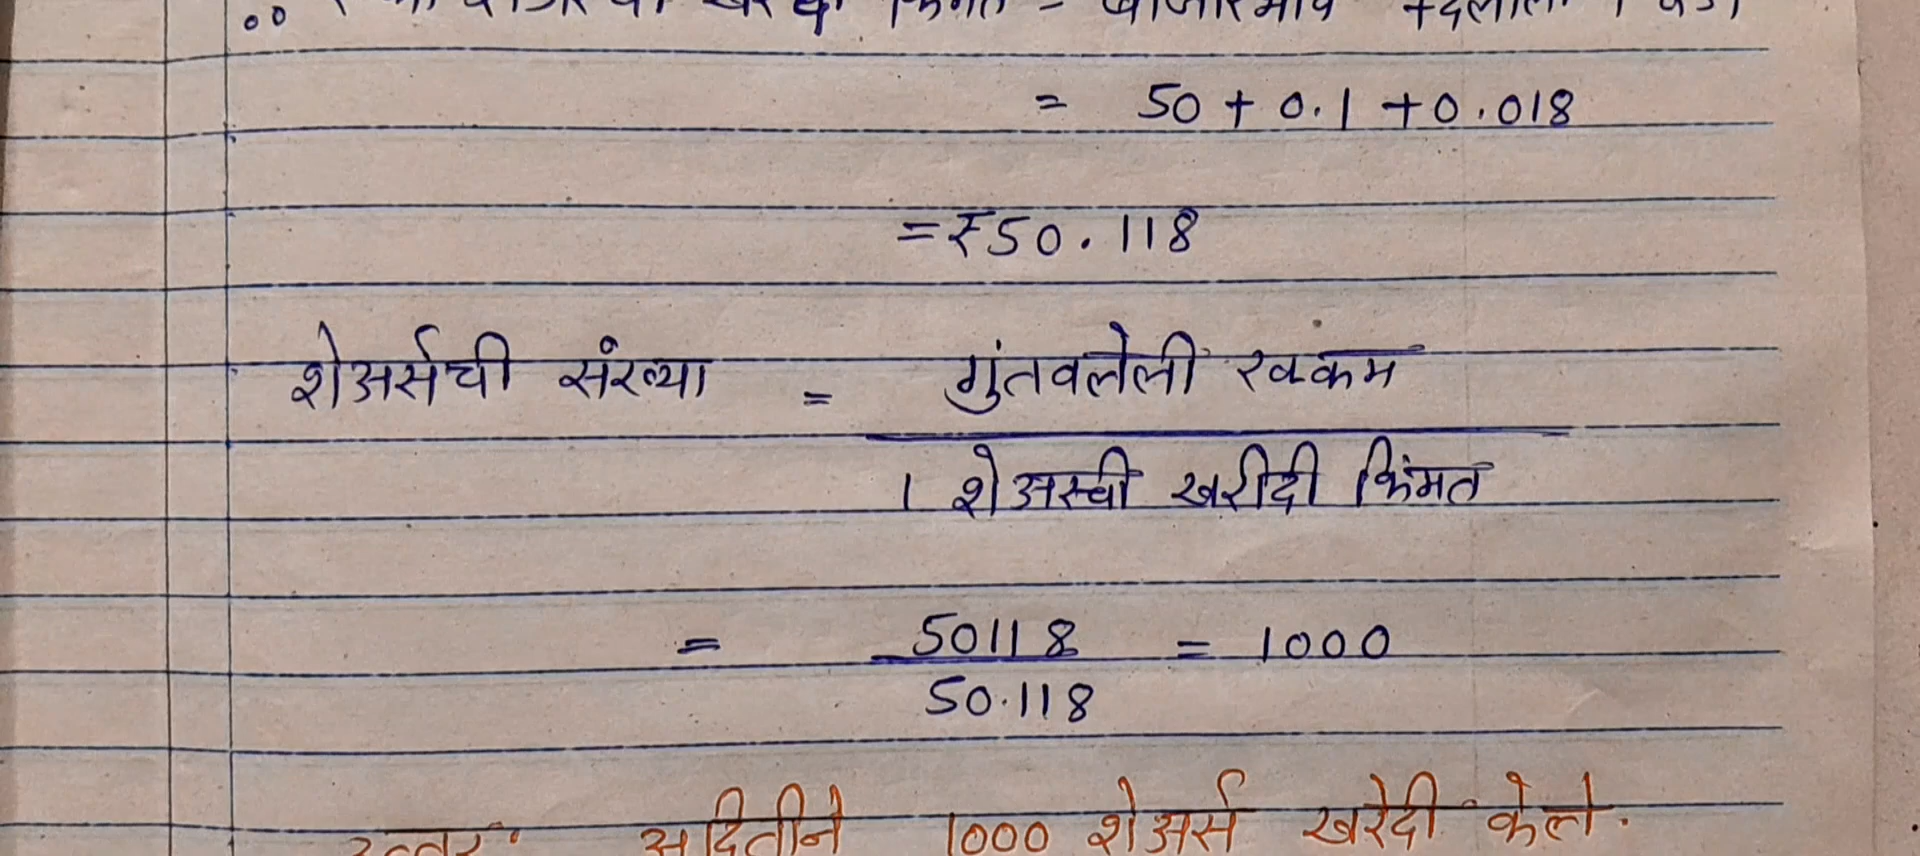 = 50 + 0.1 + 0.018
= ₹50.118
शेअर्सची संख्या = गुंतवलेली रक्कम
1 शेअरची खरीदी किंमत
= 50118 = 1000
50.118
अदितीने 1000 शेअर्स खरेदी केले.